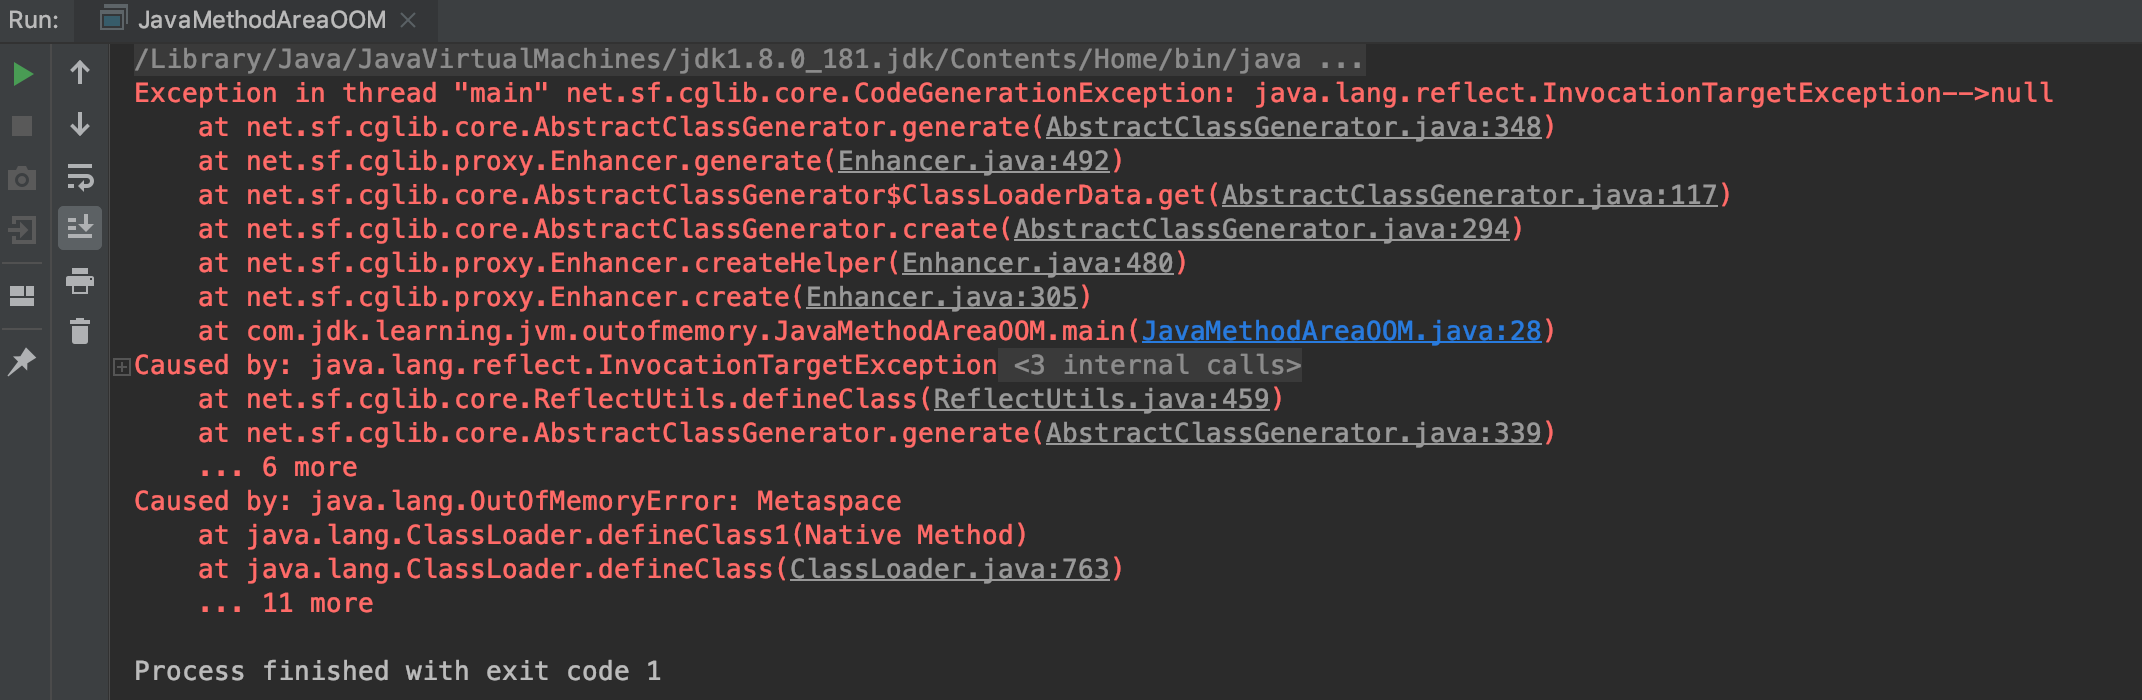 Run: JavaMethodAreaOOM
/Library/Java/JavaVirtualMachines/jdk1.8.0_181.jdk/Contents/Home/bin/java ...
Exception in thread "main" net.sf.cglib.core.CodeGenerationException: java.lang.reflect.InvocationTargetException-->null
    at net.sf.cglib.core.AbstractClassGenerator.generate(AbstractClassGenerator.java:348)
    at net.sf.cglib.proxy.Enhancer.generate(Enhancer.java:492)
    at net.sf.cglib.core.AbstractClassGenerator$ClassLoaderData.get(AbstractClassGenerator.java:117)
    at net.sf.cglib.core.AbstractClassGenerator.create(AbstractClassGenerator.java:294)
    at net.sf.cglib.proxy.Enhancer.createHelper(Enhancer.java:480)
    at net.sf.cglib.proxy.Enhancer.create(Enhancer.java:305)
    at com.jdk.learning.jvm.outofmemory.JavaMethodAreaOOM.main(JavaMethodAreaOOM.java:28)
Caused by: java.lang.reflect.InvocationTargetException <3 internal calls>
    at net.sf.cglib.core.ReflectUtils.defineClass(ReflectUtils.java:459)
    at net.sf.cglib.core.AbstractClassGenerator.generate(AbstractClassGenerator.java:339)
    ... 6 more
Caused by: java.lang.OutOfMemoryError: Metaspace
    at java.lang.ClassLoader.defineClass1(Native Method)
    at java.lang.ClassLoader.defineClass(ClassLoader.java:763)
    ... 11 more
Process finished with exit code 1